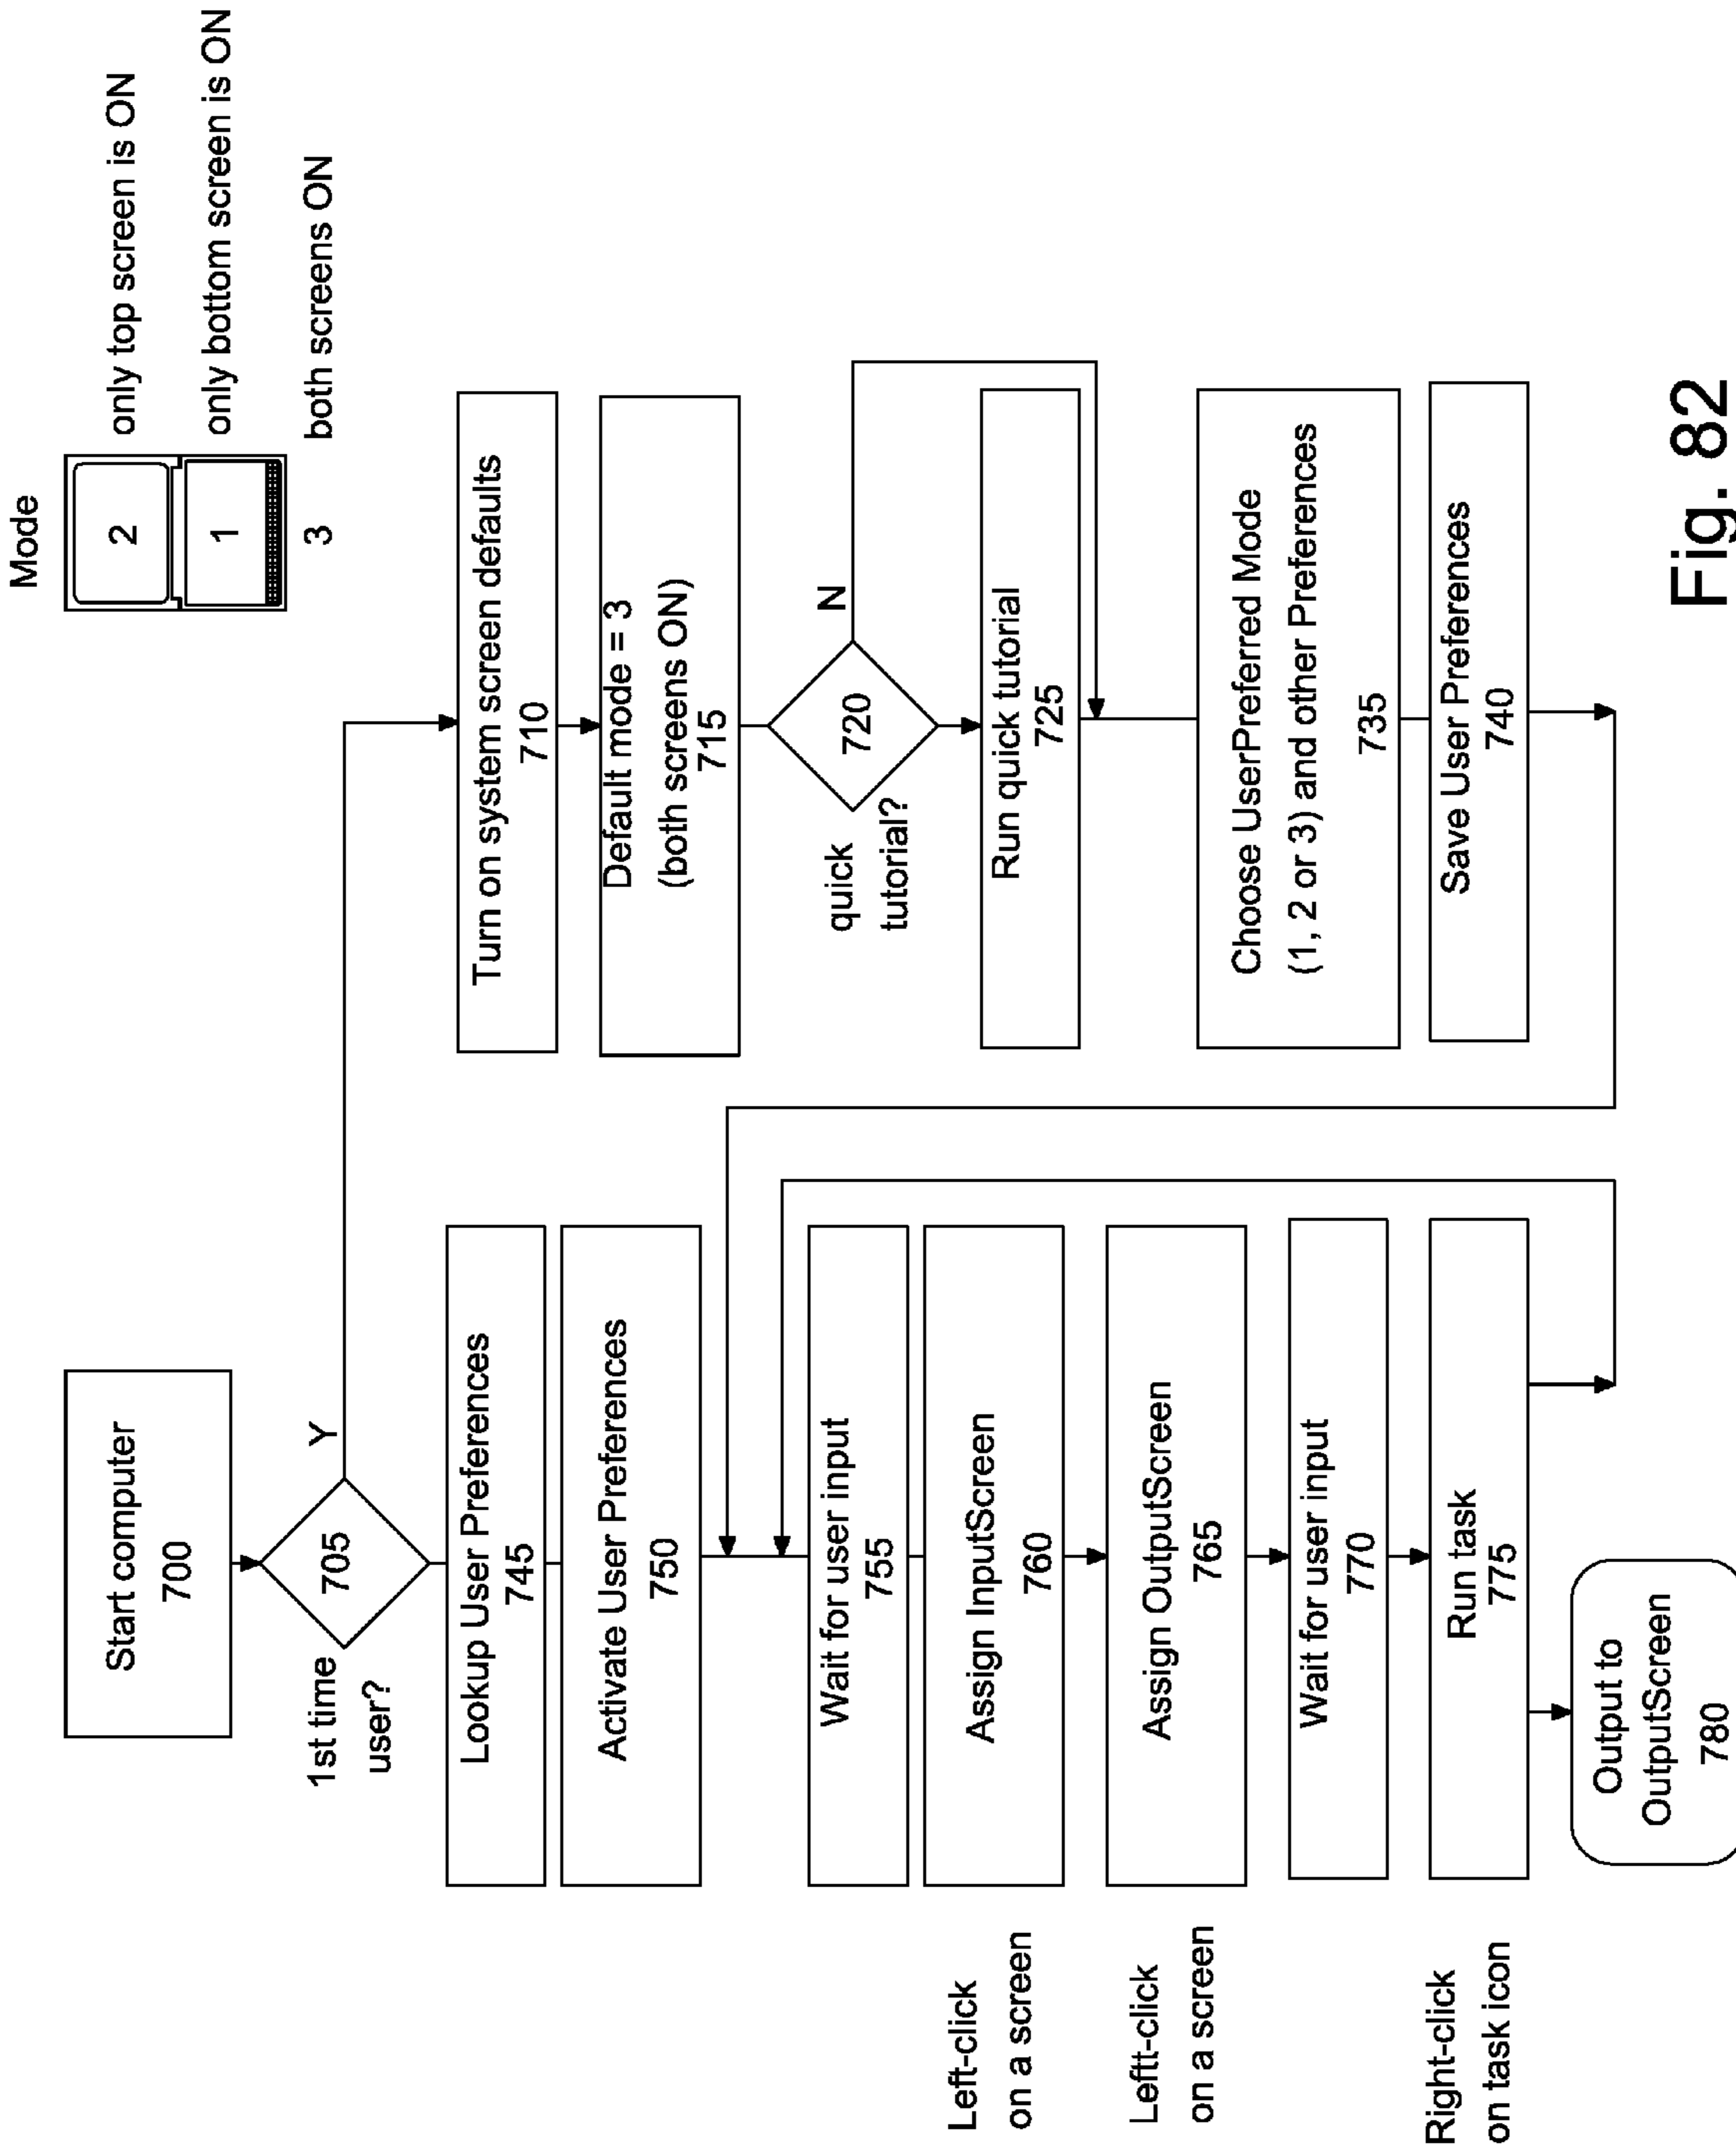 Mode
2
only top screen is ON
1
only bottom screen is ON
3
both screens ON
Start computer
700
1st time
user?
705
Y
Lookup User Preferences
745
Activate User Preferences
750
Wait for user input
755
Left-click
on a screen
Assign InputScreen
760
Leftt-click
on a screen
Assign OutputScreen
765
Wait for user input
770
Right-click
on task icon
Run task
775
Output to
OutputScreen
780
Turn on system screen defaults
710
Default mode = 3
(both screens ON)
715
quick
tutorial?
720
N
Run quick tutorial
725
Choose UserPreferred Mode
(1, 2 or 3) and other Preferences
735
Save User Preferences
740
Fig. 82